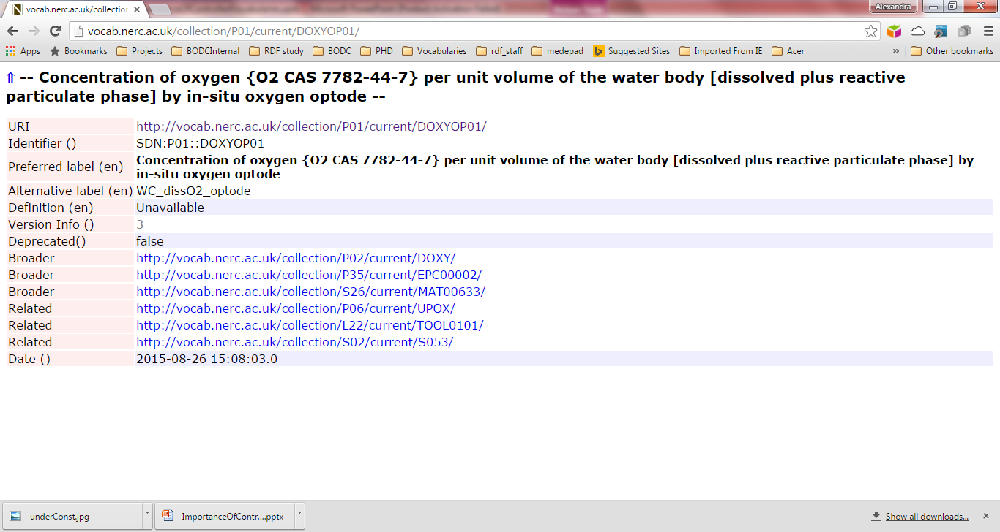 vocab.nerc.ac.uk/collection
Alexandra
vocab.nerc.ac.uk/collection/P01/current/DOXYOP01/
Apps Bookmarks Projects BODCInternal RDF study BODC PHD Vocabularies rdf_staff medepad Suggested Sites Imported From IE Acer » Other bookmarks
⇑ -- Concentration of oxygen {O2 CAS 7782-44-7} per unit volume of the water body [dissolved plus reactive
particulate phase] by in-situ oxygen optode --
URI http://vocab.nerc.ac.uk/collection/P01/current/DOXYOP01/
Identifier () SDN:P01::DOXYOP01
Preferred label (en) Concentration of oxygen {O2 CAS 7782-44-7} per unit volume of the water body [dissolved plus reactive particulate phase] by
in-situ oxygen optode
Alternative label (en) WC_dissO2_optode
Definition (en) Unavailable
Version Info () 3
Deprecated() false
Broader http://vocab.nerc.ac.uk/collection/P02/current/DOXY/
Broader http://vocab.nerc.ac.uk/collection/P35/current/EPC00002/
Broader http://vocab.nerc.ac.uk/collection/S26/current/MAT00633/
Related http://vocab.nerc.ac.uk/collection/P06/current/UPOX/
Related http://vocab.nerc.ac.uk/collection/L22/current/TOOL0101/
Related http://vocab.nerc.ac.uk/collection/S02/current/S053/
Date () 2015-08-26 15:08:03.0
underConst.jpg ImportanceOfContr....pptx Show all downloads...